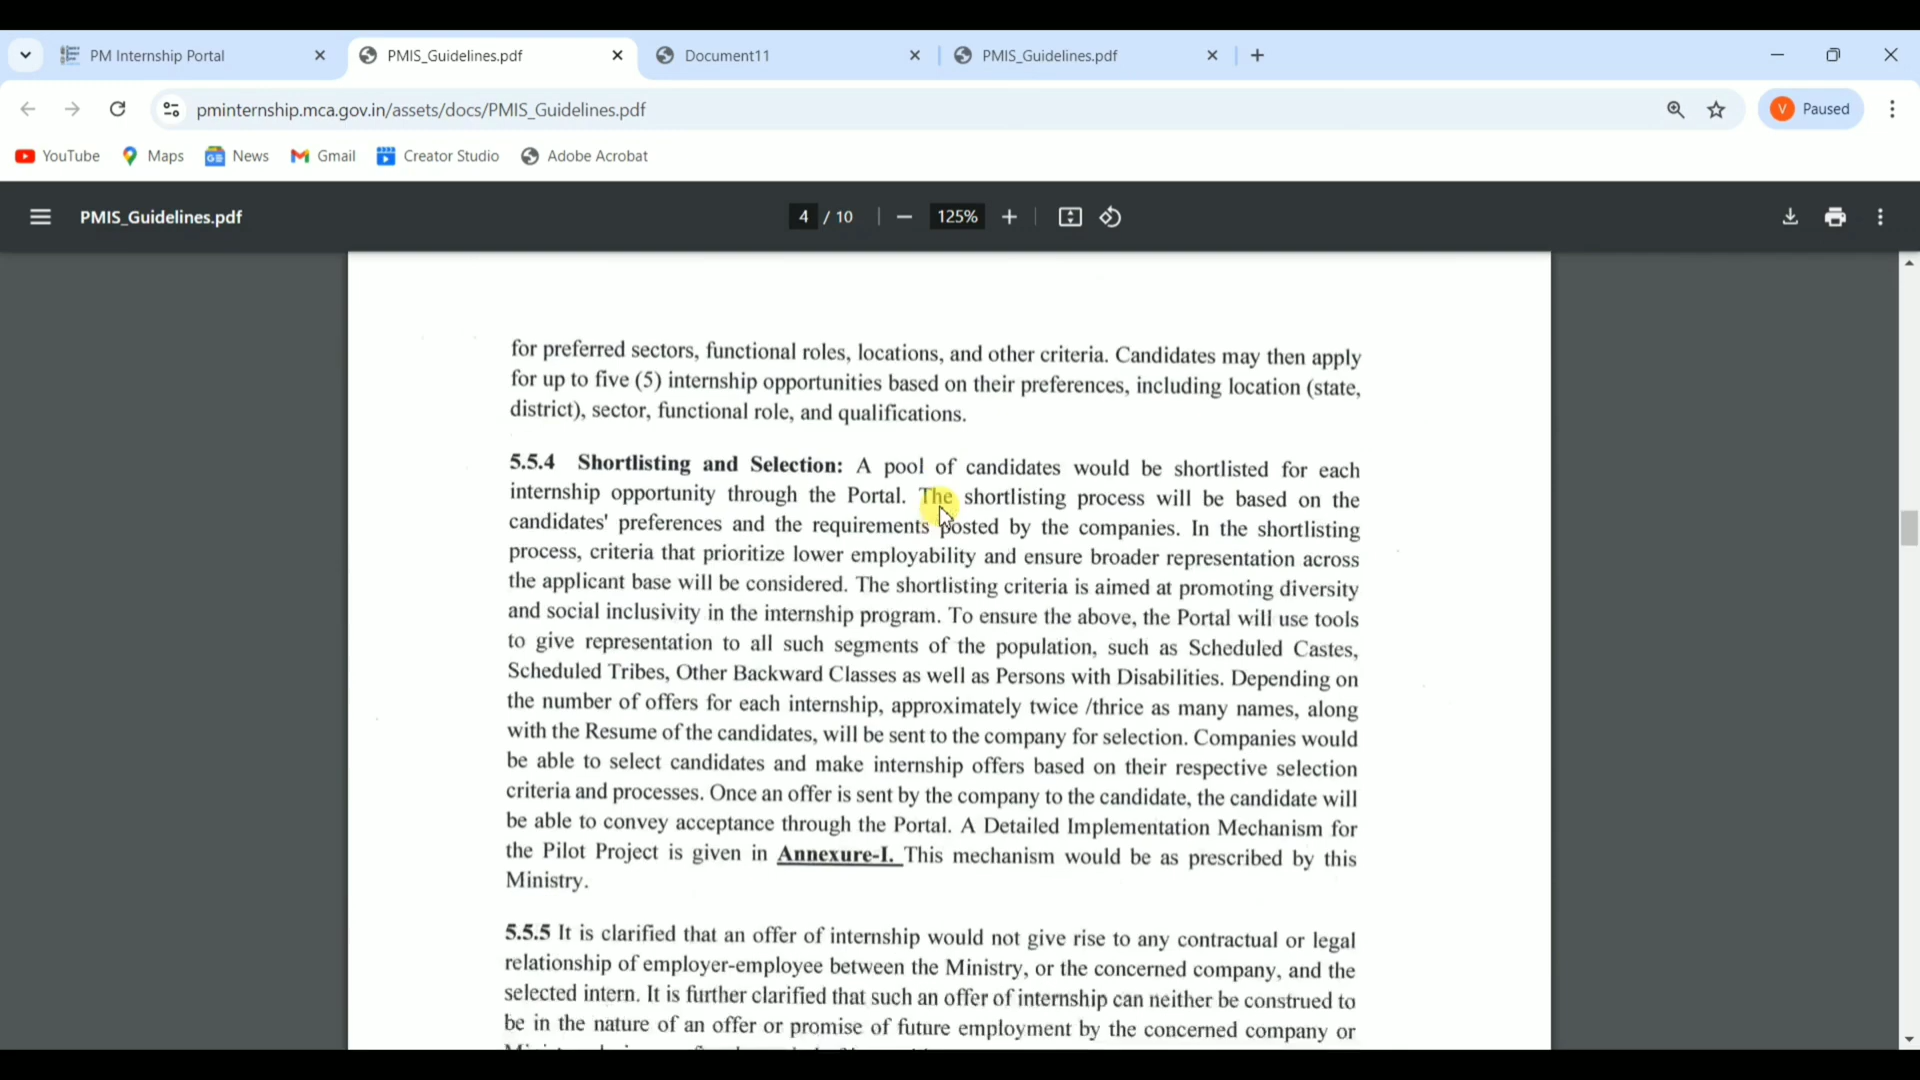 PM Internship Portal
PMIS_Guidelines.pdf
Document11
PMIS_Guidelines.pdf
pminternship.mca.gov.in/assets/docs/PMIS_Guidelines.pdf
V Paused
YouTube Maps News Gmail Creator Studio Adobe Acrobat
PMIS_Guidelines.pdf
4 / 10
125%
for preferred sectors, functional roles, locations, and other criteria. Candidates may then apply
for up to five (5) internship opportunities based on their preferences, including location (state,
district), sector, functional role, and qualifications.
5.5.4 Shortlisting and Selection: A pool of candidates would be shortlisted for each
internship opportunity through the Portal. The shortlisting process will be based on the
candidates' preferences and the requirements posted by the companies. In the shortlisting
process, criteria that prioritize lower employability and ensure broader representation across
the applicant base will be considered. The shortlisting criteria is aimed at promoting diversity
and social inclusivity in the internship program. To ensure the above, the Portal will use tools
to give representation to all such segments of the population, such as Scheduled Castes,
Scheduled Tribes, Other Backward Classes as well as Persons with Disabilities. Depending on
the number of offers for each internship, approximately twice /thrice as many names, along
with the Resume of the candidates, will be sent to the company for selection. Companies would
be able to select candidates and make internship offers based on their respective selection
criteria and processes. Once an offer is sent by the company to the candidate, the candidate will
be able to convey acceptance through the Portal. A Detailed Implementation Mechanism for
the Pilot Project is given in Annexure-I. This mechanism would be as prescribed by this
Ministry.
5.5.5 It is clarified that an offer of internship would not give rise to any contractual or legal
relationship of employer-employee between the Ministry, or the concerned company, and the
selected intern. It is further clarified that such an offer of internship can neither be construed to
be in the nature of an offer or promise of future employment by the concerned company or